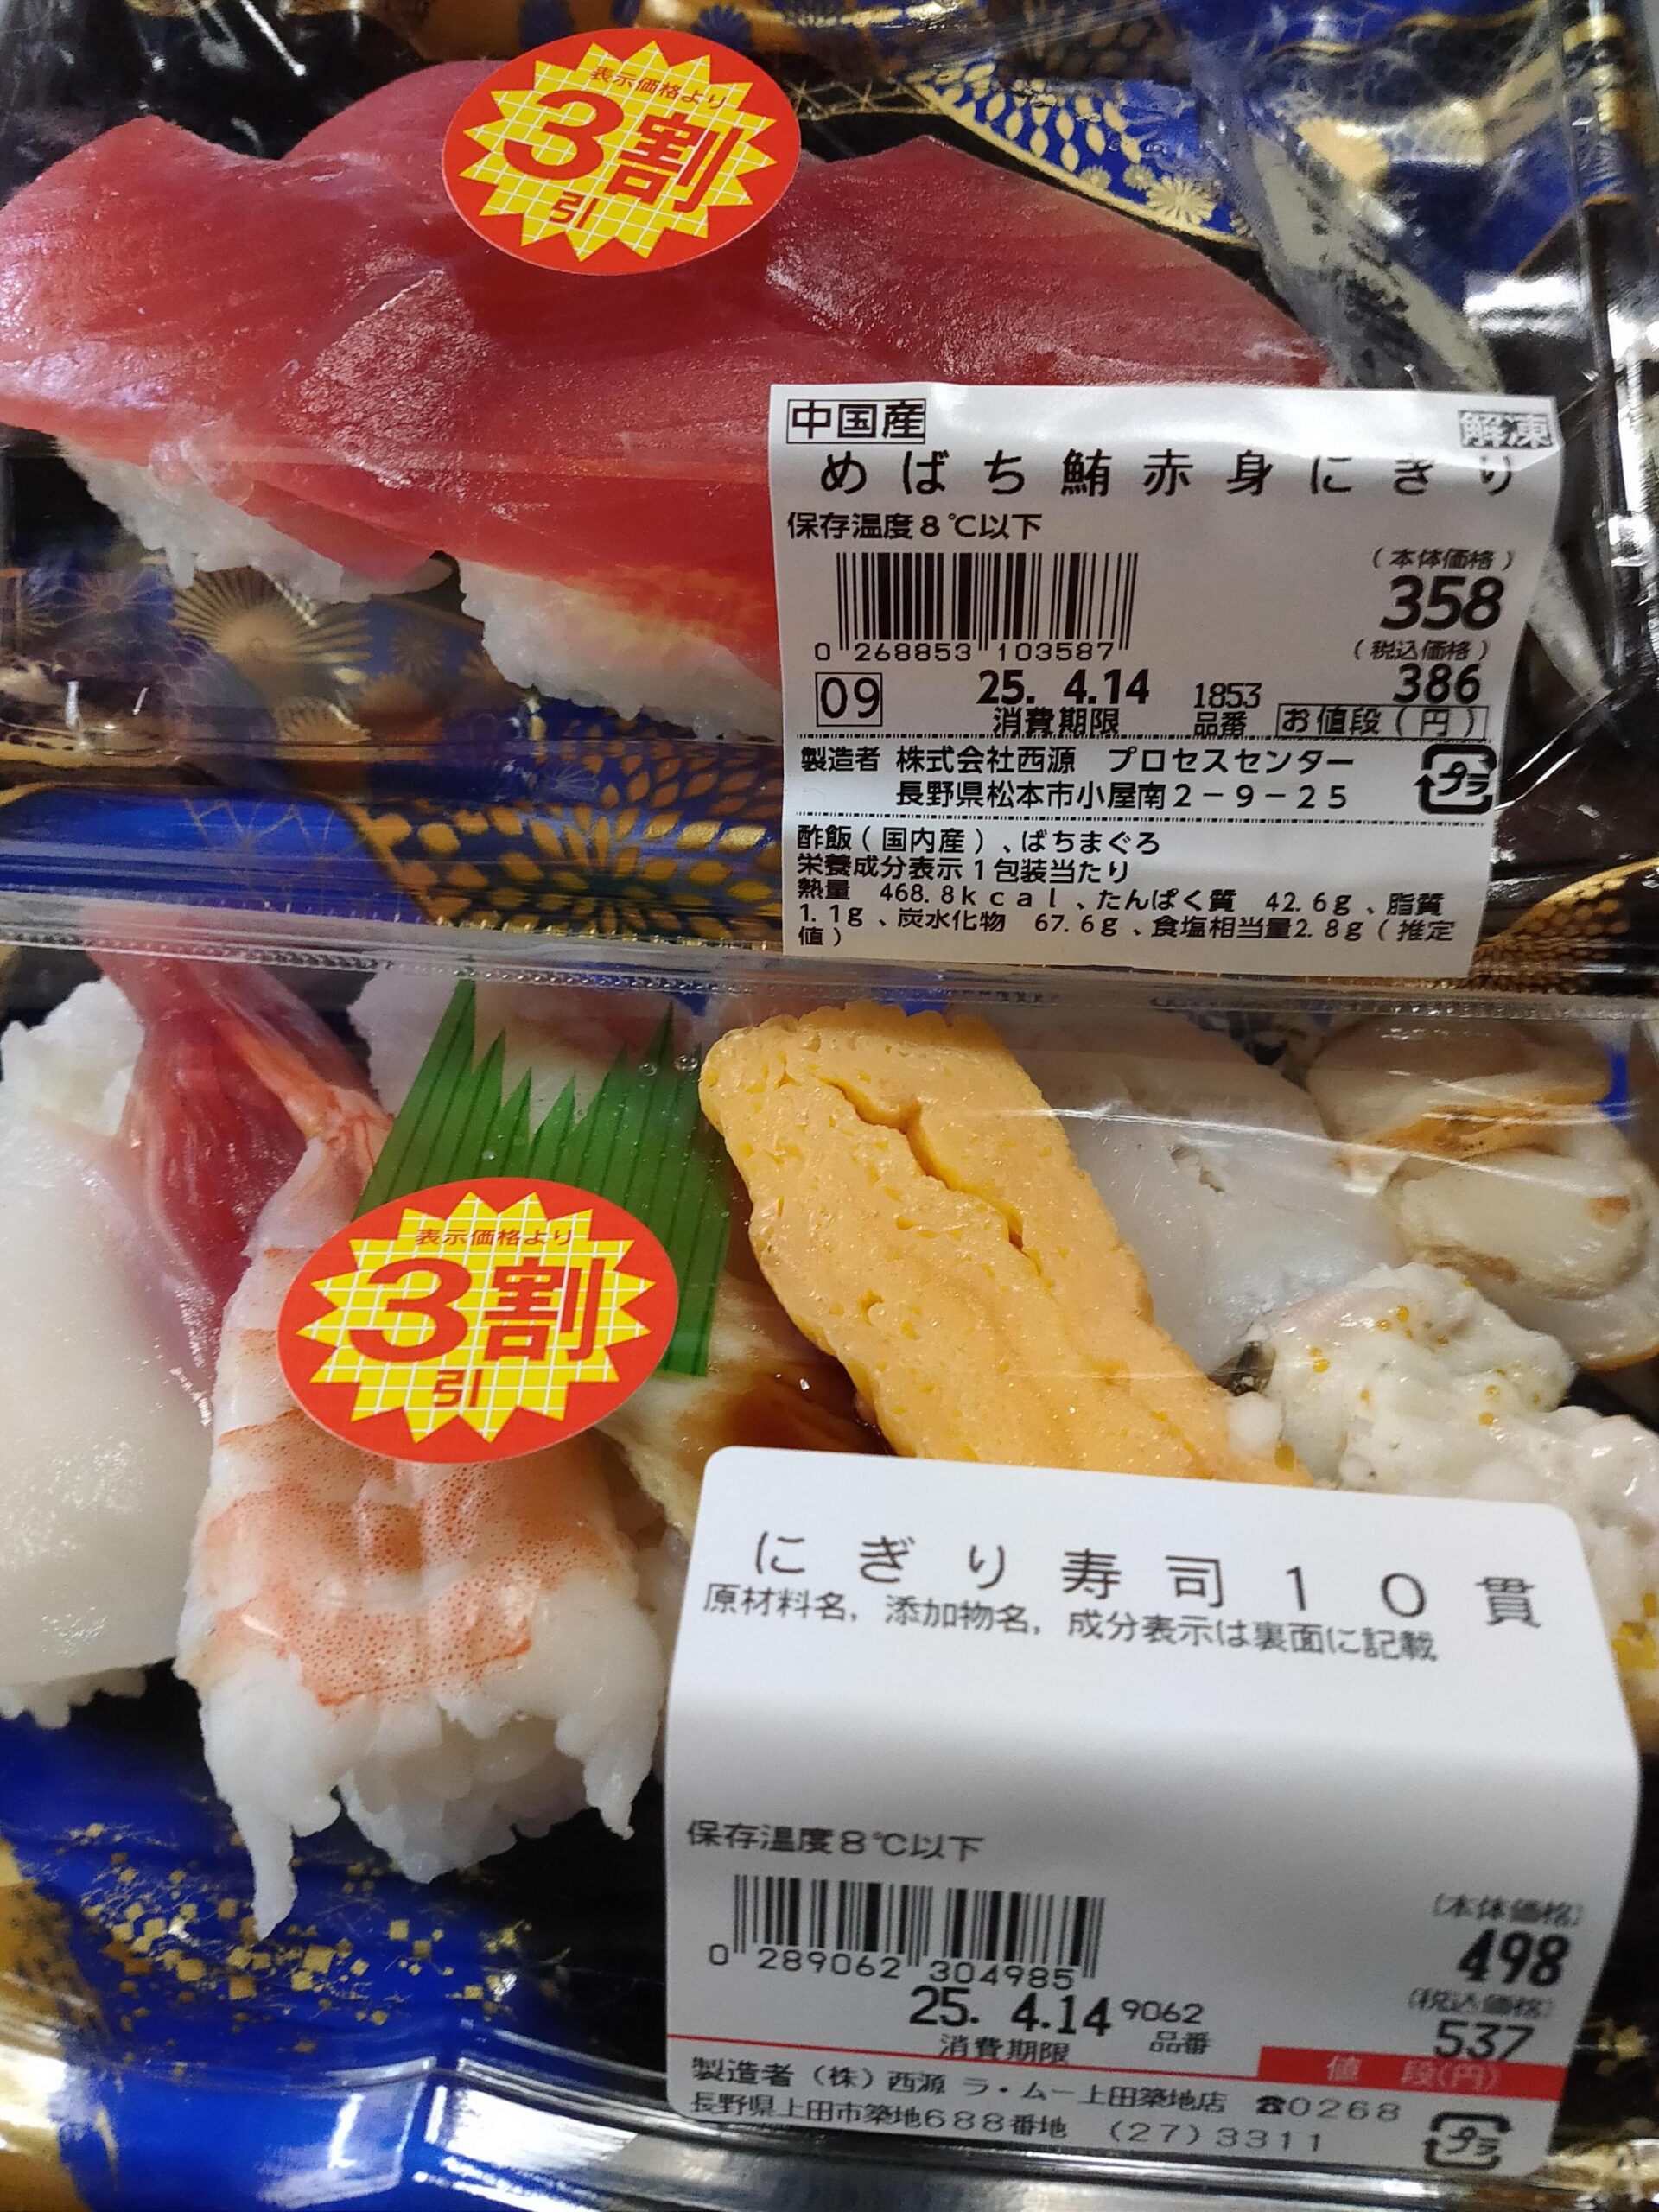 表示価格より
3割
引
中国産
解凍
めばち鮪赤身にぎり
保存温度8℃以下
(本体価格)
358
(税込価格)
0 268853 103587
386
09
25. 4.14
1853
消費期限
品番
お値段(円)
製造者 株式会社西源 プロセスセンター
長野県松本市小屋南2-9-25
プラ
酢飯(国内産)、ばちまぐろ
栄養成分表示1包装当たり
熱量 468.8kcal、たんぱく質 42.6g、脂質
1.1g、炭水化物 67.6g、食塩相当量2.8g(推定
値)
表示価格より
3割
引
にぎり寿司10貫
原材料名,添加物名,成分表示は裏面に記載
保存温度8℃以下
(本体価格)
498
0 289062 304985
(税込価格)
25. 4.14
9062
537
消費期限
品番
値 段(円)
製造者(株)西源 ラ・ムー上田築地店 ☎0268
長野県上田市築地688番地 (27)3311
プラ